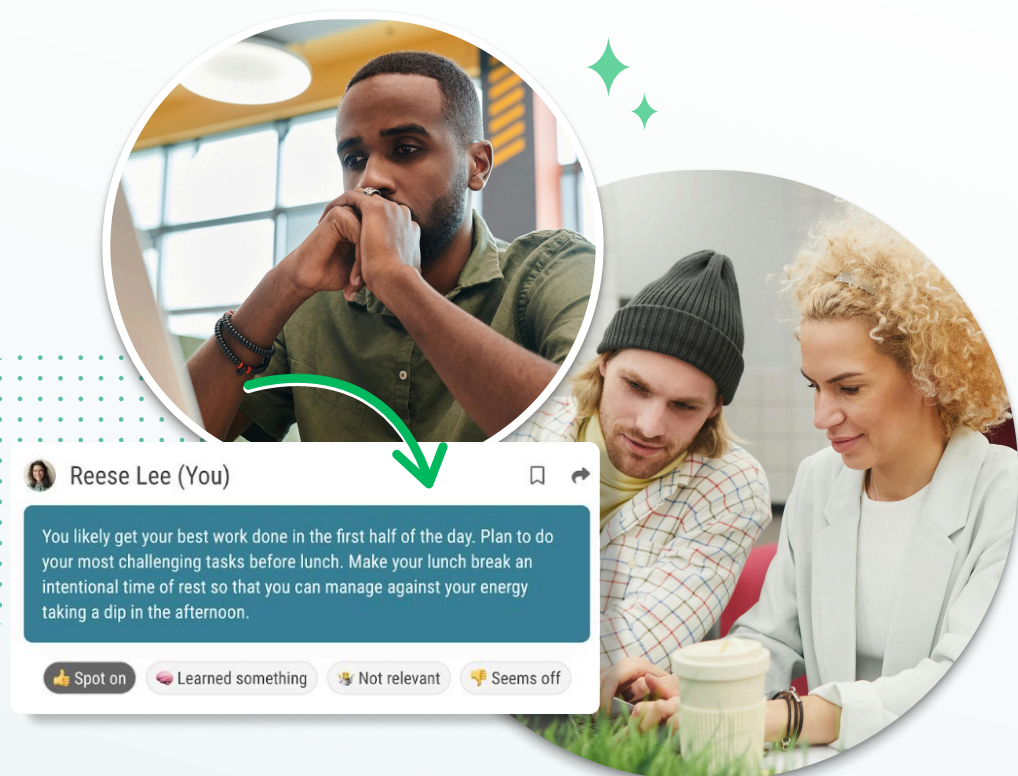 Reese Lee (You)
You likely get your best work done in the first half of the day. Plan to do
your most challenging tasks before lunch. Make your lunch break an
intentional time of rest so that you can manage against your energy
taking a dip in the afternoon.
👍 Spot on
🧠 Learned something
🤷 Not relevant
👎 Seems off